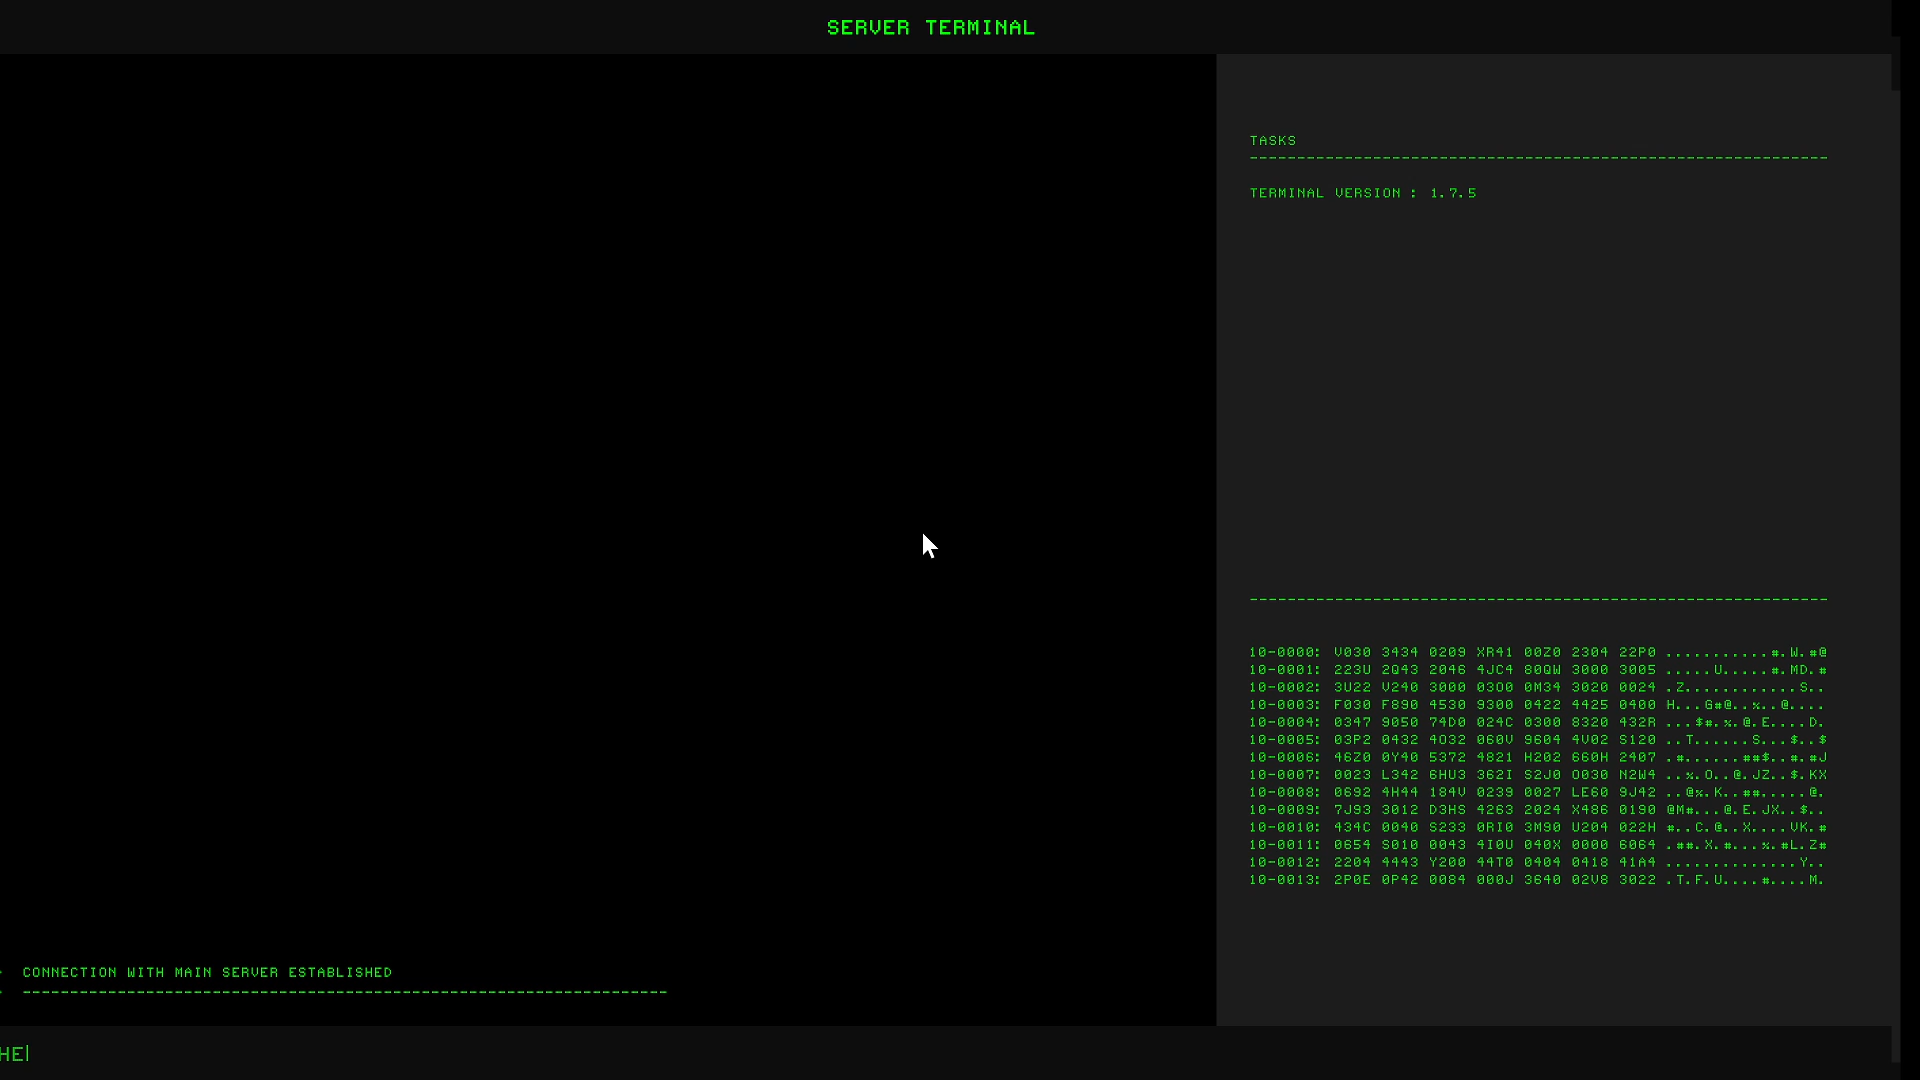 SERVER TERMINAL
TASKS
-------------------------------------------------------------
TERMINAL VERSION : 1.7.5
-------------------------------------------------------------
10-0000: V030 3434 0209 XR41 00Z0 2304 22P0 ...........#.W.#@
10-0001: 223U 2Q43 2046 4JC4 80QW 3000 3005 .....U.....#.MD.#
10-0002: 3U22 V240 3000 03O0 0M34 3020 0024 .Z............S..
10-0003: F030 F890 4530 9300 0422 4425 0400 H...G#@..%..@....
10-0004: 0347 9050 74D0 024C 0300 8320 432R ...$#.%.@.E....D.
10-0005: 03P2 0432 4O32 060V 9604 4V02 S120 ..T......S...$..$
10-0006: 46Z0 0Y40 5372 4821 H202 660H 2407 .#......##$..#.#J
10-0007: 0023 L342 6HU3 362I S2J0 O030 N2W4 ..%.O..@.JZ..$.KX
10-0008: 0692 4H44 184V 0239 0027 LE60 9J42 ..@%.K..##.....@.
10-0009: 7J93 3012 D3HS 4263 2024 X486 0190 @M#...@.E.JX..$..
10-0010: 434C 0040 S233 0RI0 3M90 U204 022H #..C.@..X....VK.#
10-0011: 0654 S010 0043 4I0U 040X 0000 6064 .##.X.#...%.#L.Z#
10-0012: 2204 4443 Y200 44T0 0404 0418 41A4 ..............Y..
10-0013: 2P0E 0P42 0084 000J 3640 02V8 3022 .T.F.U....#....M.
CONNECTION WITH MAIN SERVER ESTABLISHED
--------------------------------------------------------------------
HE